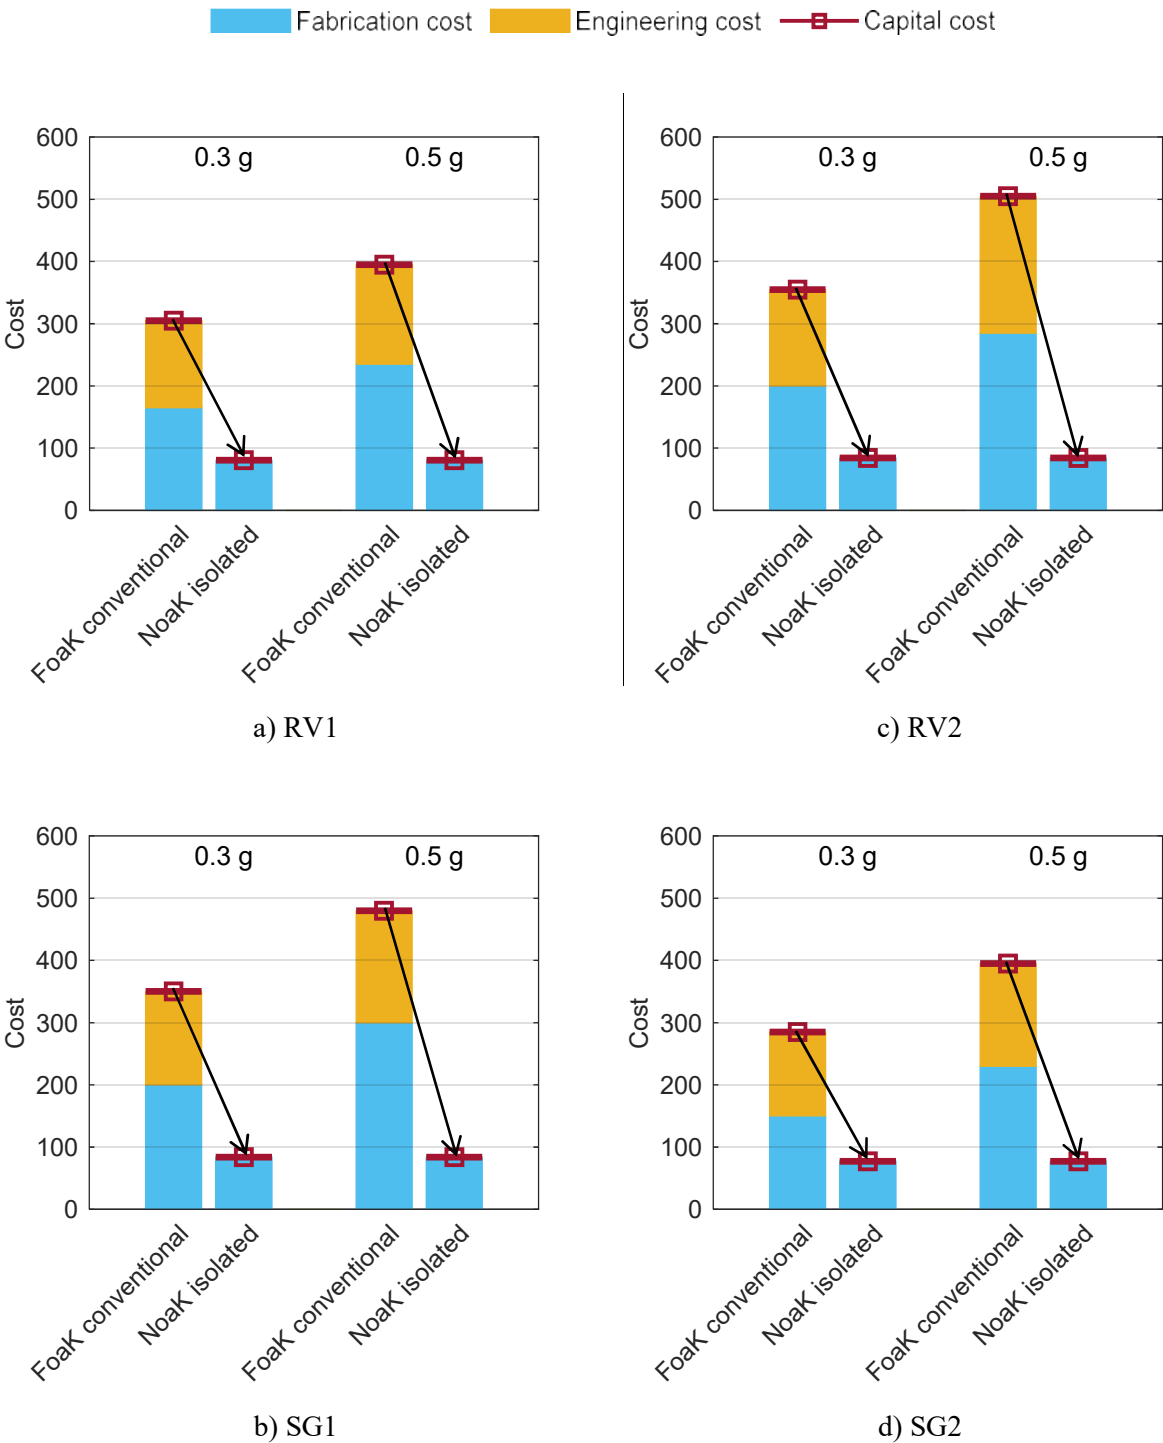 Fabrication cost Engineering cost Capital cost
600
500
400
300
200
100
0
Cost
0.3 g 0.5 g
FoaK conventional
NoaK isolated
FoaK conventional
NoaK isolated
a) RV1
600
500
400
300
200
100
0
Cost
0.3 g 0.5 g
FoaK conventional
NoaK isolated
FoaK conventional
NoaK isolated
c) RV2
600
500
400
300
200
100
0
Cost
0.3 g 0.5 g
FoaK conventional
NoaK isolated
FoaK conventional
NoaK isolated
b) SG1
600
500
400
300
200
100
0
Cost
0.3 g 0.5 g
FoaK conventional
NoaK isolated
FoaK conventional
NoaK isolated
d) SG2